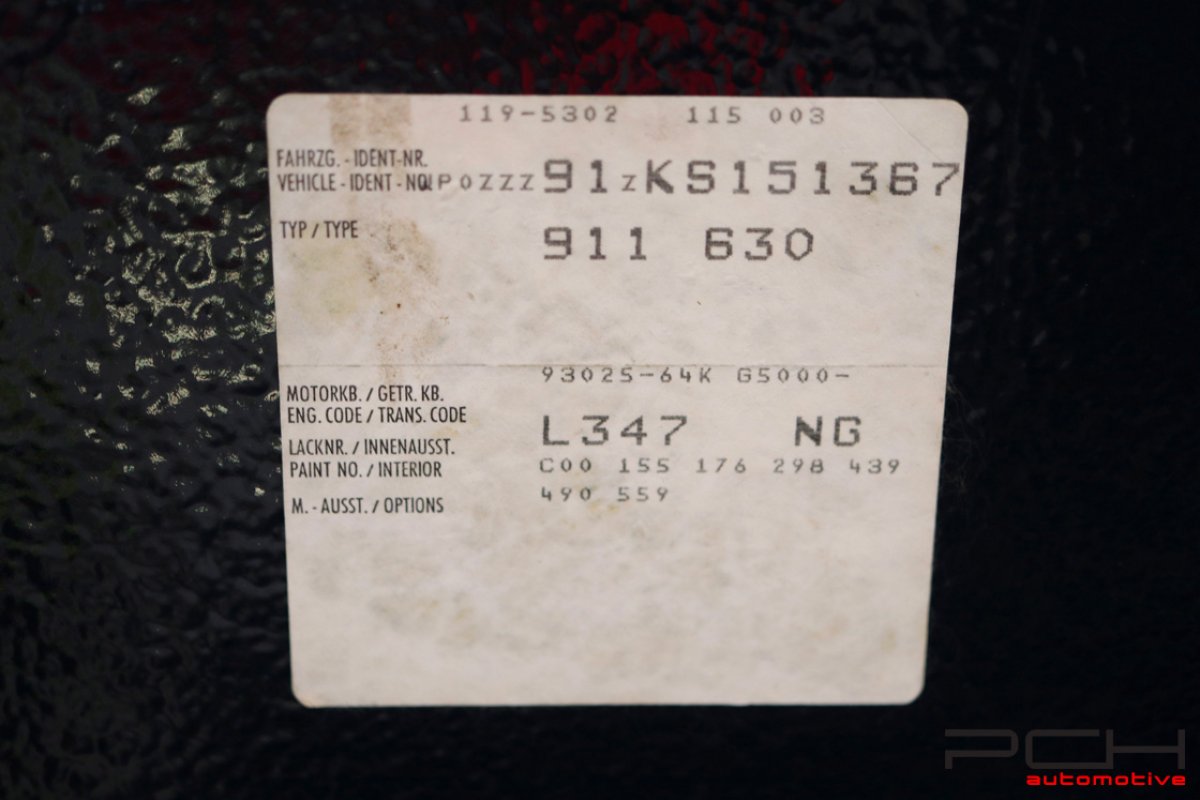 119-5302 115 003
FAHRZG. - IDENT-NR.
VEHICLE - IDENT - NO. WP0ZZZ91ZKS151367
TYP / TYPE
911 630
93025-64K G5000-
MOTORKB. / GETR. KB.
ENG. CODE / TRANS. CODE
L347 NG
LACKNR. / INNENAUSST.
PAINT NO. / INTERIOR
C00 155 176 298 439
490 559
M. - AUSST. / OPTIONS
PCH
automotive